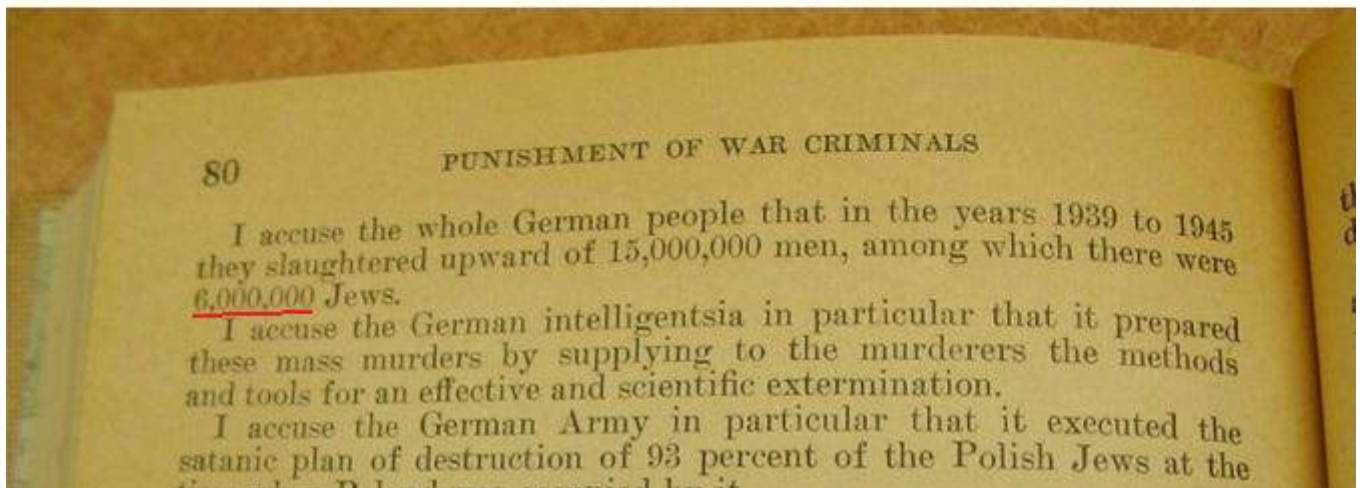 80 PUNISHMENT OF WAR CRIMINALS
I accuse the whole German people that in the years 1939 to 1945
they slaughtered upward of 15,000,000 men, among which there were
6,000,000 Jews.
I accuse the German intelligentsia in particular that it prepared
these mass murders by supplying to the murderers the methods
and tools for an effective and scientific extermination.
I accuse the German Army in particular that it executed the
satanic plan of destruction of 93 percent of the Polish Jews at the